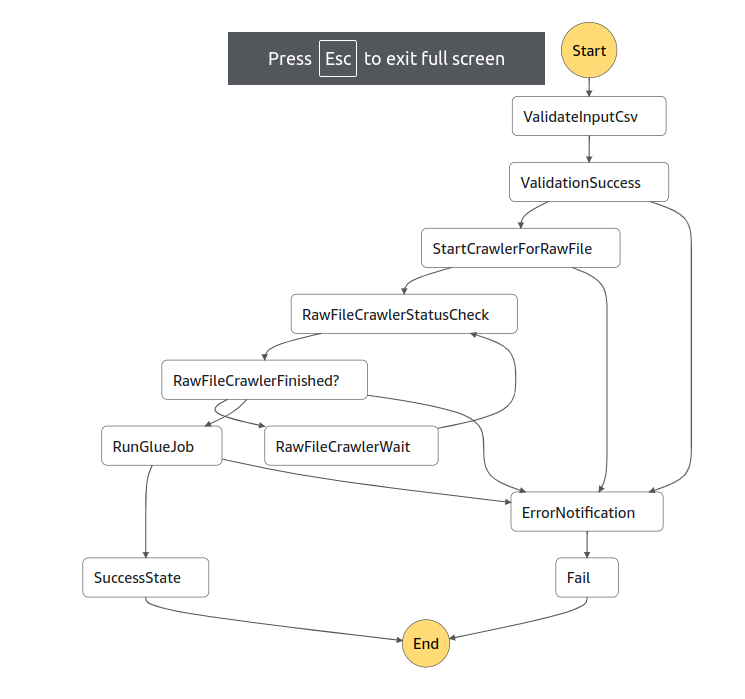 Press Esc to exit full screen
Start
ValidateInputCsv
ValidationSuccess
StartCrawlerForRawFile
RawFileCrawlerStatusCheck
RawFileCrawlerFinished?
RunGlueJob
RawFileCrawlerWait
ErrorNotification
SuccessState
Fail
End